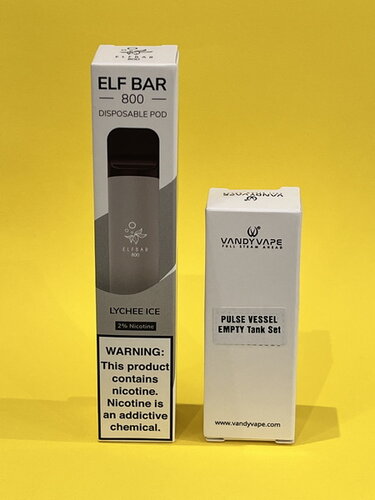 ELF BAR
800
DISPOSABLE POD
ELFBAR
800
LYCHEE ICE
2% Nicotine
WARNING:
This product
contains
nicotine.
Nicotine is
an addictive
chemical.
VANDYVAPE
VANDYVAPE
FULL STEAM AHEAD
PULSE VESSEL
EMPTY Tank Set
www.vandyvape.com